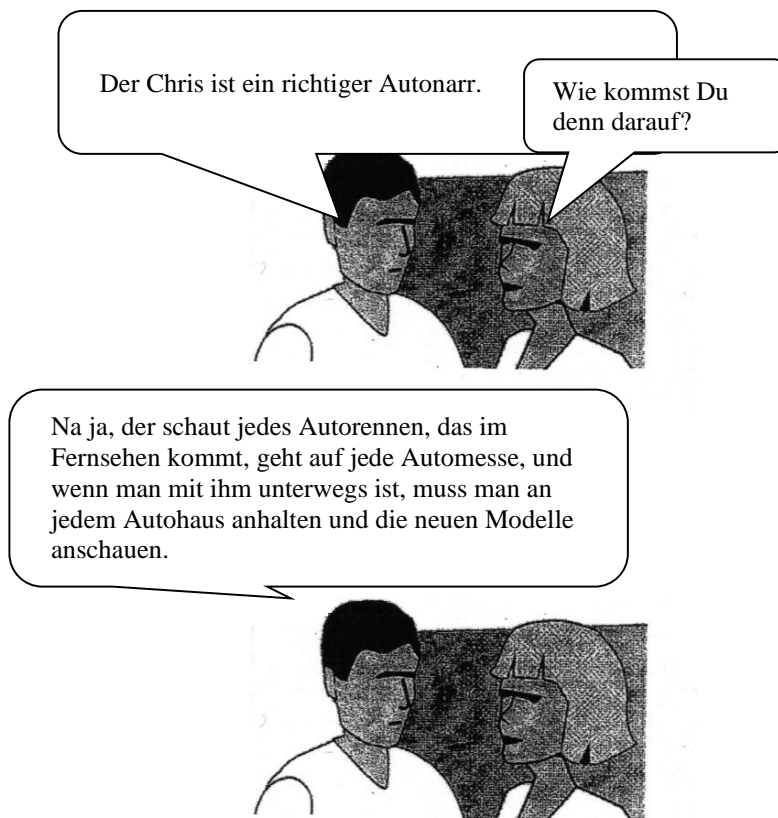 Der Chris ist ein richtiger Autonarr.
Wie kommst Du
denn darauf?
Na ja, der schaut jedes Autorennen, das im
Fernsehen kommt, geht auf jede Automesse, und
wenn man mit ihm unterwegs ist, muss man an
jedem Autohaus anhalten und die neuen Modelle
anschauen.